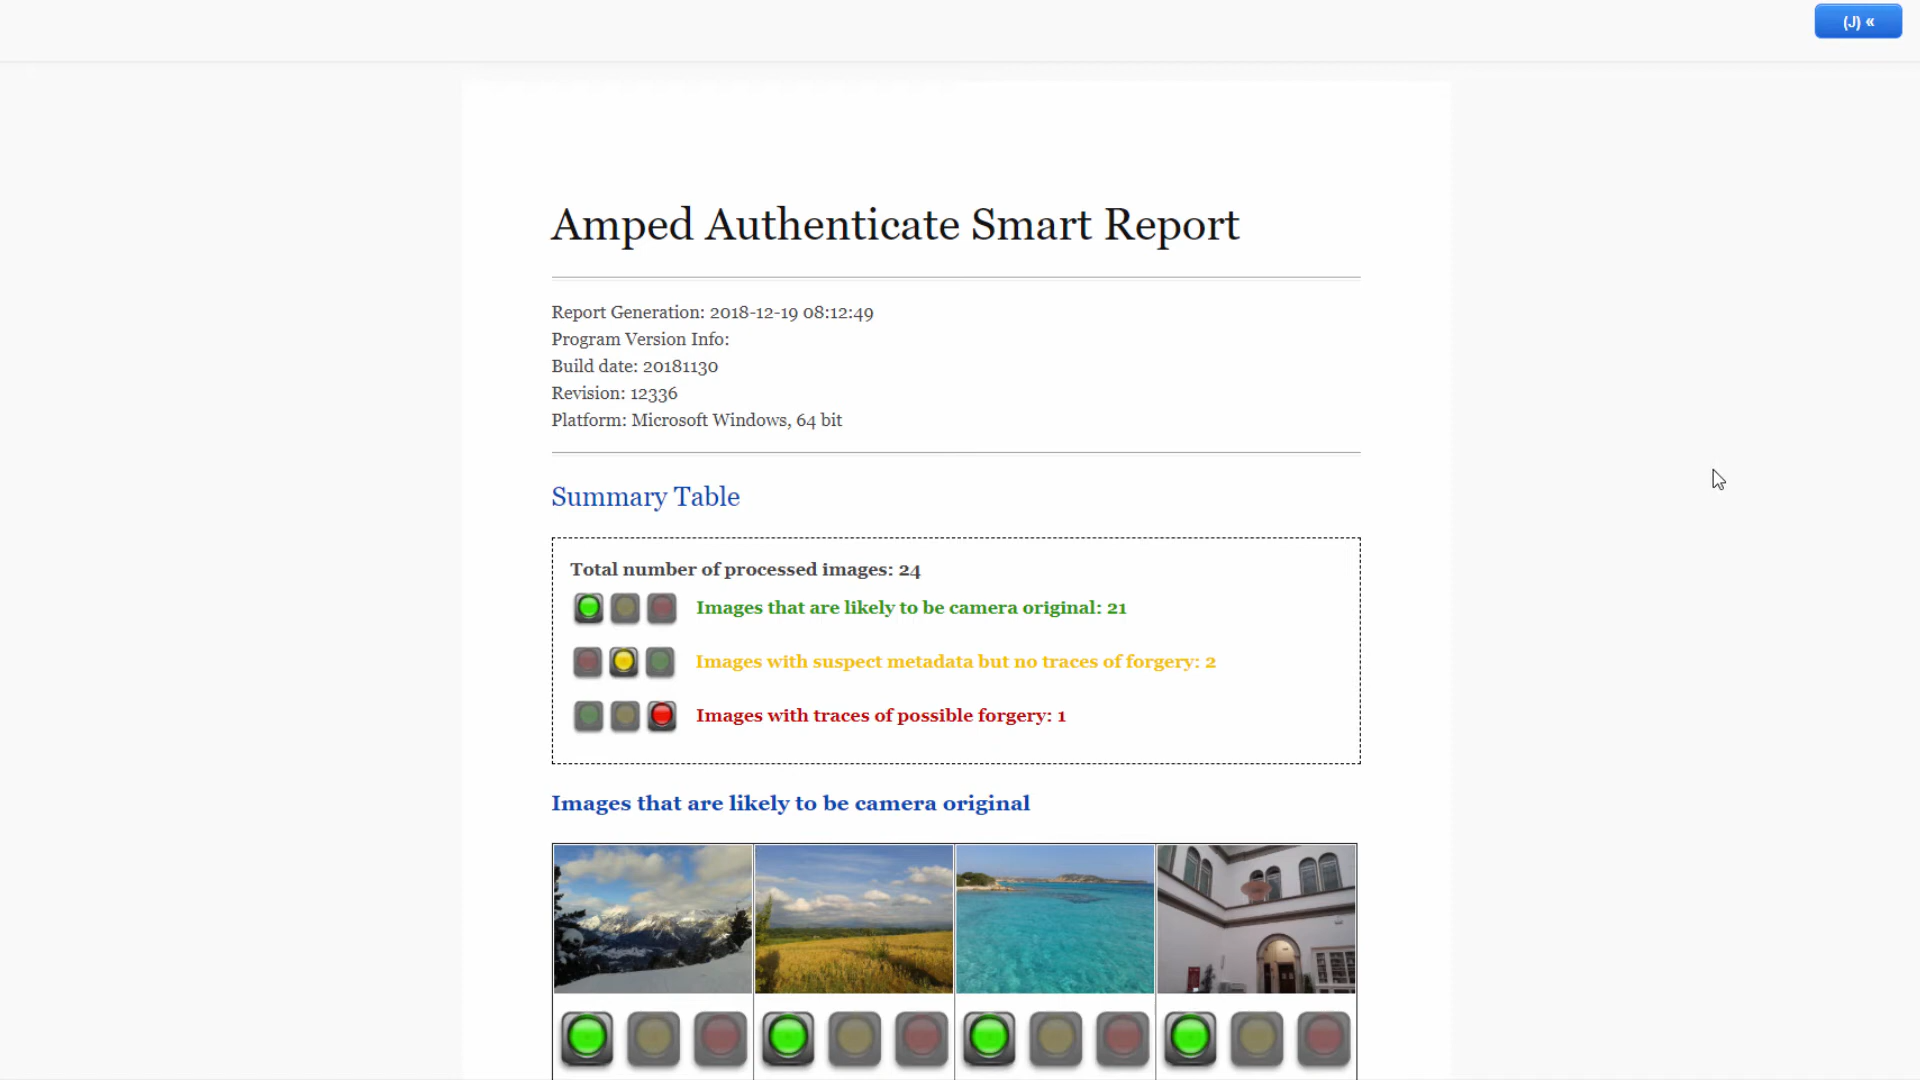 (J) «
Amped Authenticate Smart Report
Report Generation: 2018-12-19 08:12:49
Program Version Info:
Build date: 20181130
Revision: 12336
Platform: Microsoft Windows, 64 bit
Summary Table
Total number of processed images: 24
Images that are likely to be camera original: 21
Images with suspect metadata but no traces of forgery: 2
Images with traces of possible forgery: 1
Images that are likely to be camera original